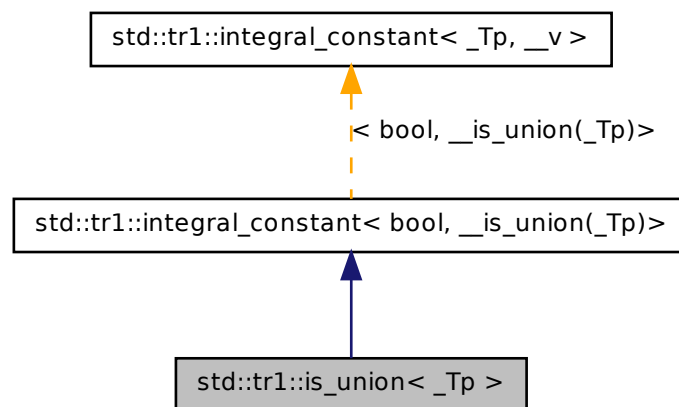 std::tr1::integral_constant< _Tp, __v >
< bool, __is_union(_Tp)>
std::tr1::integral_constant< bool, __is_union(_Tp)>
std::tr1::is_union< _Tp >